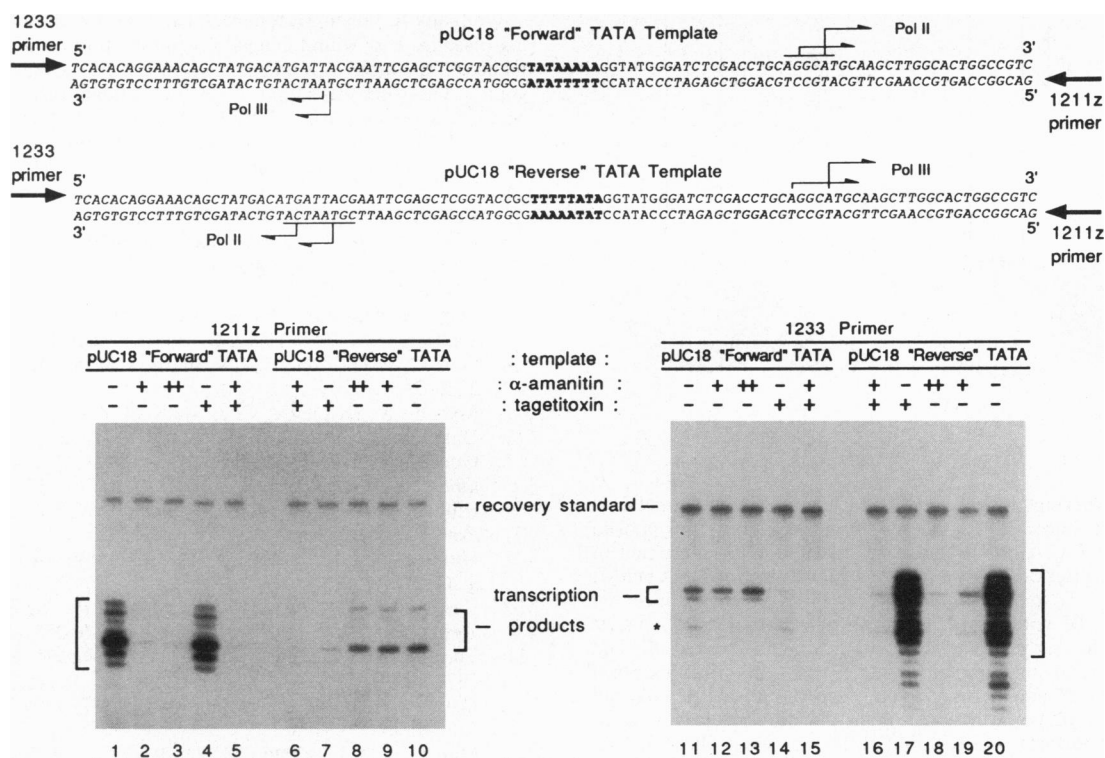 1233
primer
pUC18 "Forward" TATA Template
Pol II
5'
3'
TCACACAGGAAACAGCTATGACATGATTACGAATTCGAGCTCGGTACCGCTATAAAAAGGTATGGGATCTCGACCTGCAGGCATGCAAGCTTGGCACTGGCCGTC
AGTGTGTCCTTTGTCGATACTGTACTAATGCTTAAGCTCGAGCCATGGCGATATTTTTCCATACCCTAGAGCTGGACGTCCGTACGTTCGAACCGTGACCGGCAG
3'
5'
Pol III
1211z
primer
1233
primer
pUC18 "Reverse" TATA Template
Pol III
5'
3'
TCACACAGGAAACAGCTATGACATGATTACGAATTCGAGCTCGGTACCGCTTTTTATAGGTATGGGATCTCGACCTGCAGGCATGCAAGCTTGGCACTGGCCGTC
AGTGTGTCCTTTGTCGATACTGTACTAATGCTTAAGCTCGAGCCATGGCGAAAAATATCCATACCCTAGAGCTGGACGTCCGTACGTTCGAACCGTGACCGGCAG
3'
5'
Pol II
1211z
primer
1211z Primer
1233 Primer
pUC18 "Forward" TATA pUC18 "Reverse" TATA : template : pUC18 "Forward" TATA pUC18 "Reverse" TATA
- + ++ - + + - ++ + - : α-amanitin : - + ++ - + + - ++ + -
- - - + + + + - - - : tagetitoxin : - - - + + + + - - -
recovery standard
transcription
products
*
1 2 3 4 5 6 7 8 9 10 11 12 13 14 15 16 17 18 19 20